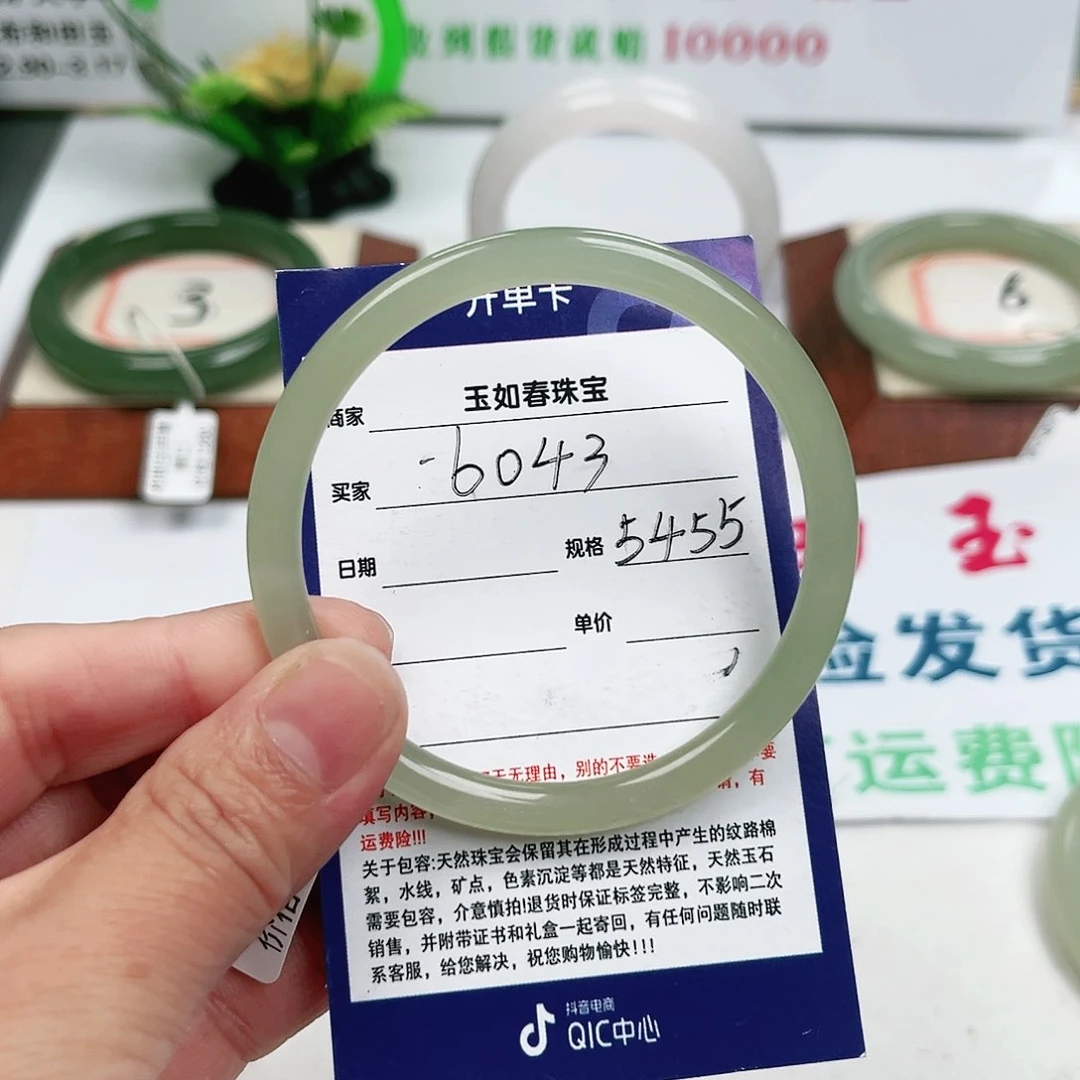 10000
3
6
开单卡
商家 玉如春珠宝
买家 -6043
日期 规格 5455
单价
无理由，别的不要
要
填写内容
有
运费险!!!
关于包容:天然珠宝会保留其在形成过程中产生的纹路棉
絮，水线，矿点，色素沉淀等都是天然特征，天然玉石
需要包容，介意慎拍!退货时保证标签完整，不影响二次
销售，并附带证书和礼盒一起寄回，有任何问题随时联
系客服，给您解决，祝您购物愉快!!!
抖音电商
QIC中心
玉
发货
运费
价格